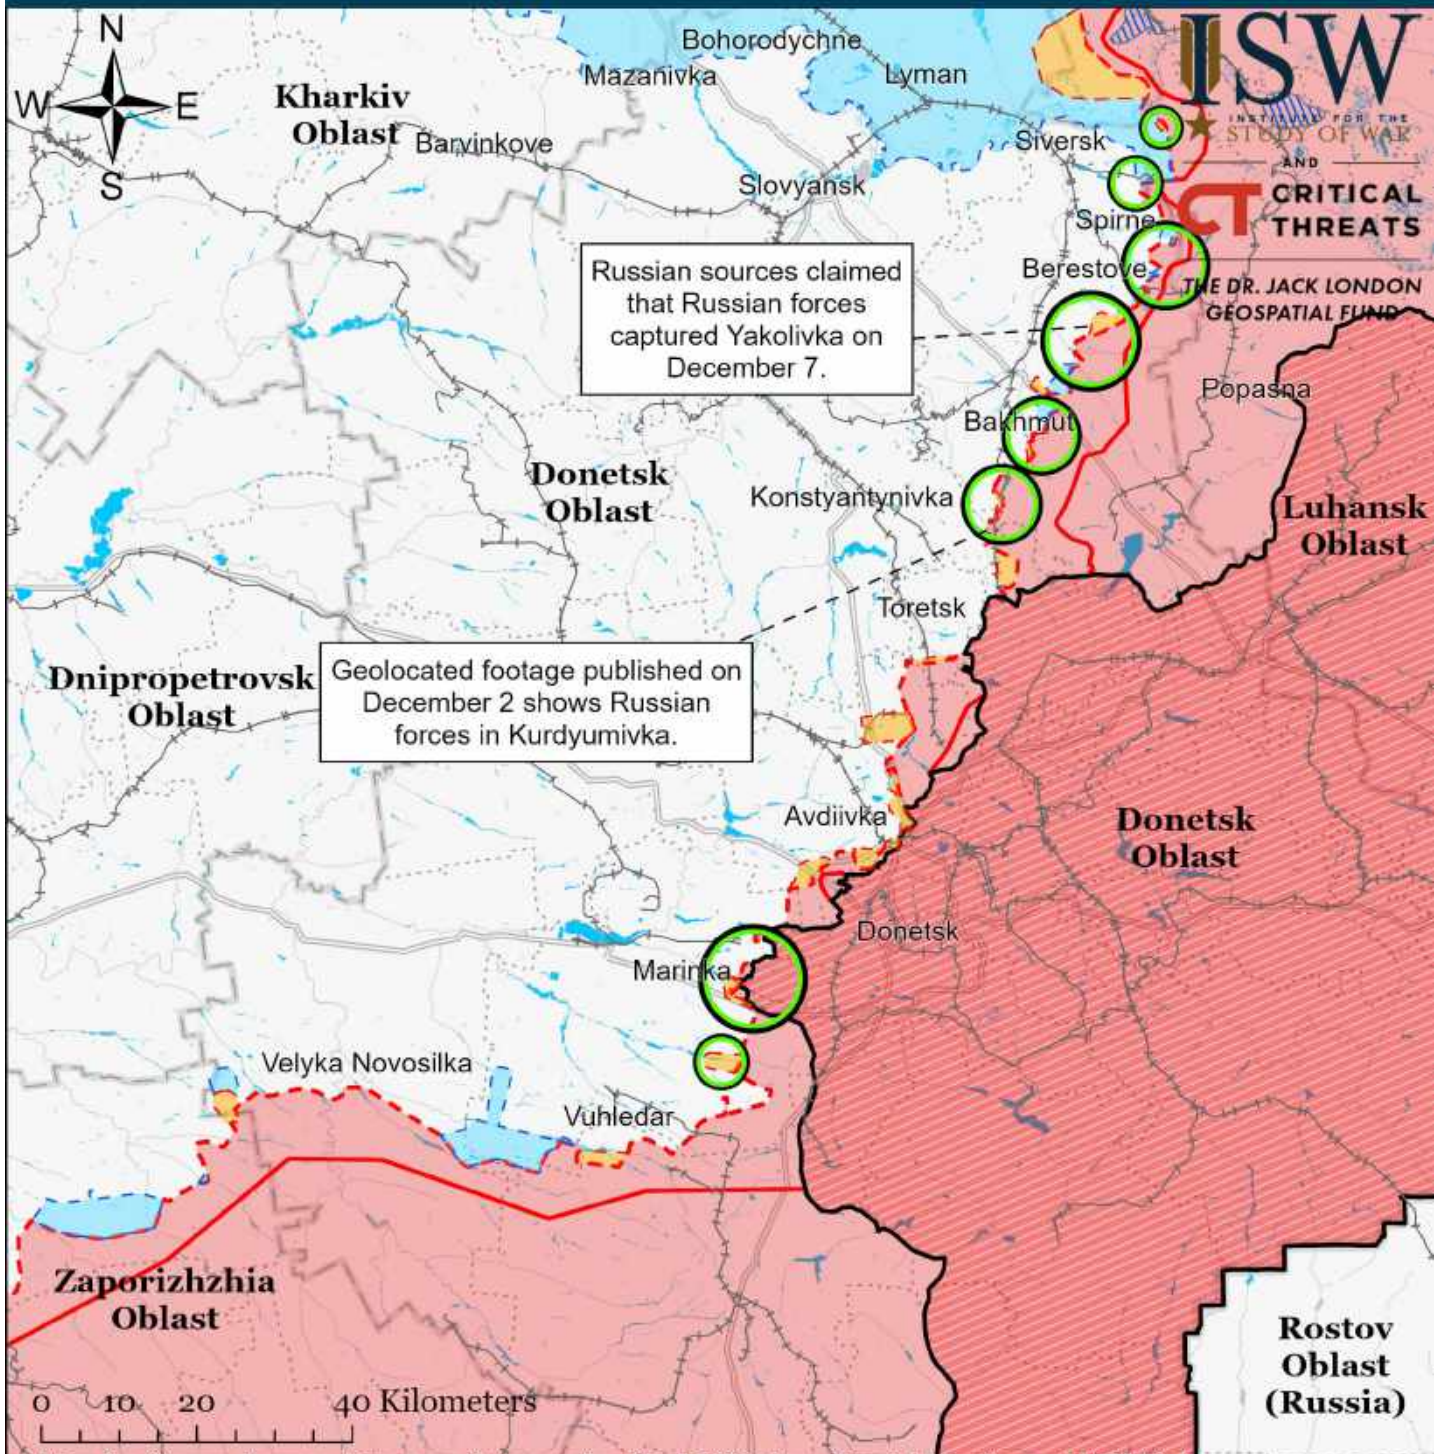 N
W
E
S
Kharkiv
Oblast
Barvinkove
Bohorodychne
Mazanivka
Lyman
Siversk
Slovyansk
Spirne
Berestove
ISW
INSTITUTE FOR THE
STUDY OF WAR
AND
CT CRITICAL
THREATS
THE DR. JACK LONDON
GEOSPATIAL FUND
Russian sources claimed
that Russian forces
captured Yakolivka on
December 7.
Popasna
Bakhmut
Donetsk
Oblast
Konstyantynivka
Luhansk
Oblast
Toretsk
Dnipropetrovsk
Oblast
Geolocated footage published on
December 2 shows Russian
forces in Kurdyumivka.
Avdiivka
Donetsk
Oblast
Donetsk
Marinka
Velyka Novosilka
Vuhledar
Zaporizhzhia
Oblast
Rostov
Oblast
(Russia)
0 10 20 40 Kilometers